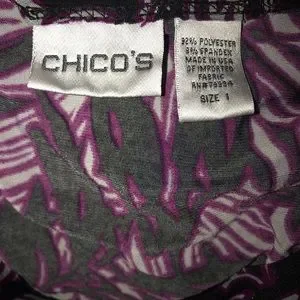 CHICO'S
92% POLYESTER
8% SPANDEX
MADE IN USA
OF IMPORTED
FABRIC
SIZE 1